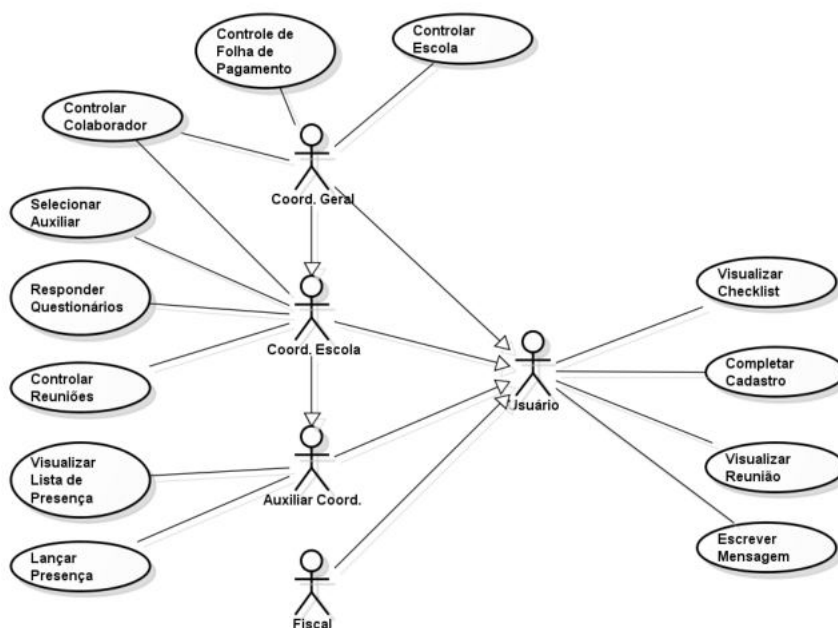 Controle de
Folha de
Pagamento
Controlar
Escola
Controlar
Colaborador
Coord. Geral
Selecionar
Auxiliar
Responder
Questionários
Coord. Escola
Controlar
Reuniões
Visualizar
Lista de
Presença
Auxiliar Coord.
Lançar
Presença
Fiscal
Usuário
Visualizar
Checklist
Completar
Cadastro
Visualizar
Reunião
Escrever
Mensagem